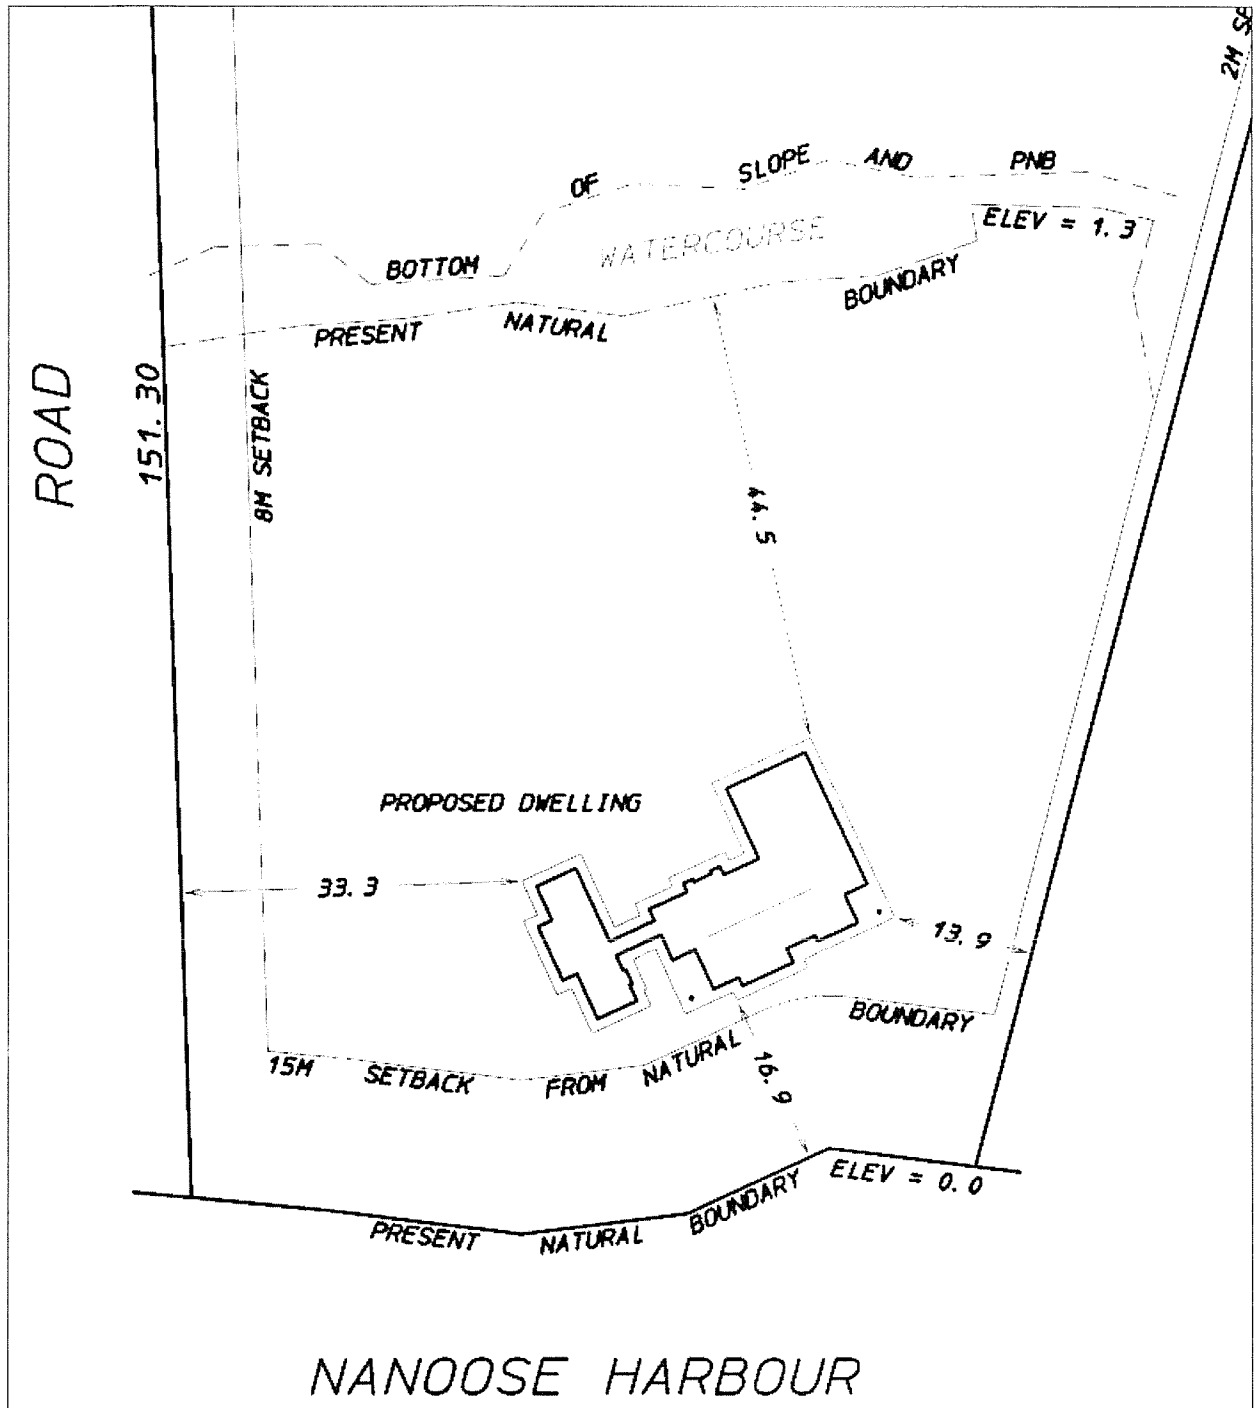 2M
OF SLOPE AND PNB
ELEV = 1.3
WATERCOURSE
BOTTOM
BOUNDARY
PRESENT NATURAL
ROAD
151.30
8M SETBACK
44.5
PROPOSED DWELLING
33.3
13.9
BOUNDARY
15M SETBACK FROM NATURAL
16.9
ELEV = 0.0
PRESENT NATURAL BOUNDARY
NANOOSE HARBOUR